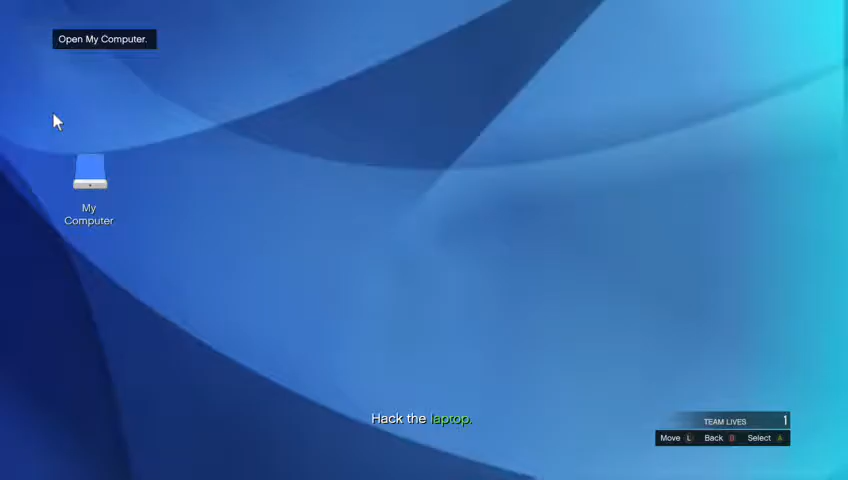 Open My Computer.
My
Computer
Hack the laptop.
TEAM LIVES 1
Move L Back B Select A